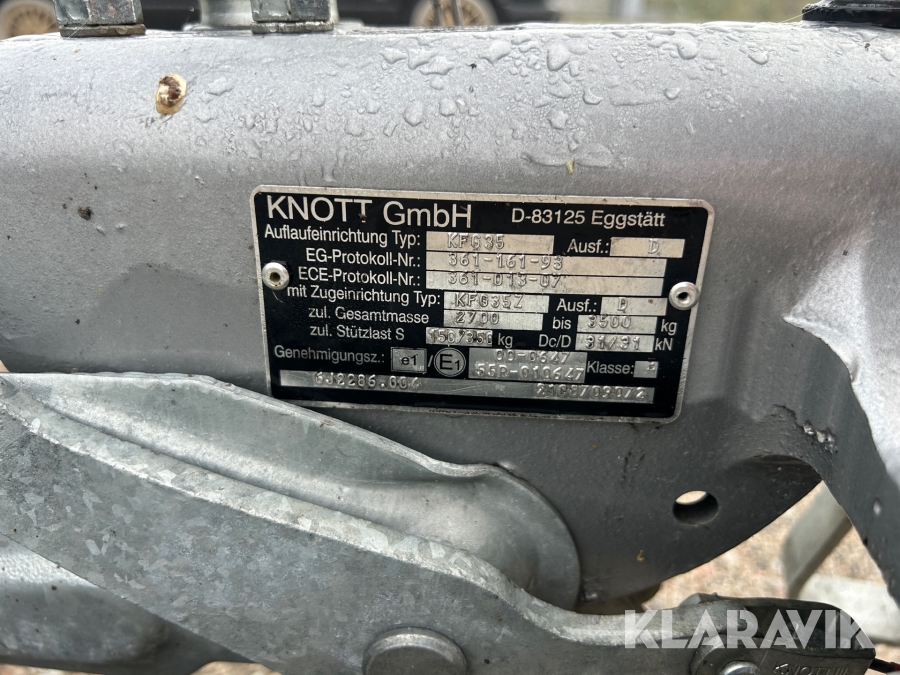 KNOTT GmbH D-83125 Eggstätt
Auflaufeinrichtung Typ: KFG35 Ausf.: D
EG-Protokoll-Nr.: 361-161-93
ECE-Protokoll-Nr.: 361-013-07
mit Zugeinrichtung Typ: KFG35Z Ausf.: D
zul. Gesamtmasse 2700 bis 3500 kg
zul. Stützlast S 150/350 kg Dc/D 31/31 kN
Genehmigungsz.: e1 / E1 00-0647 Klasse:
55R-010647
6J2286.004
KLARAVIK